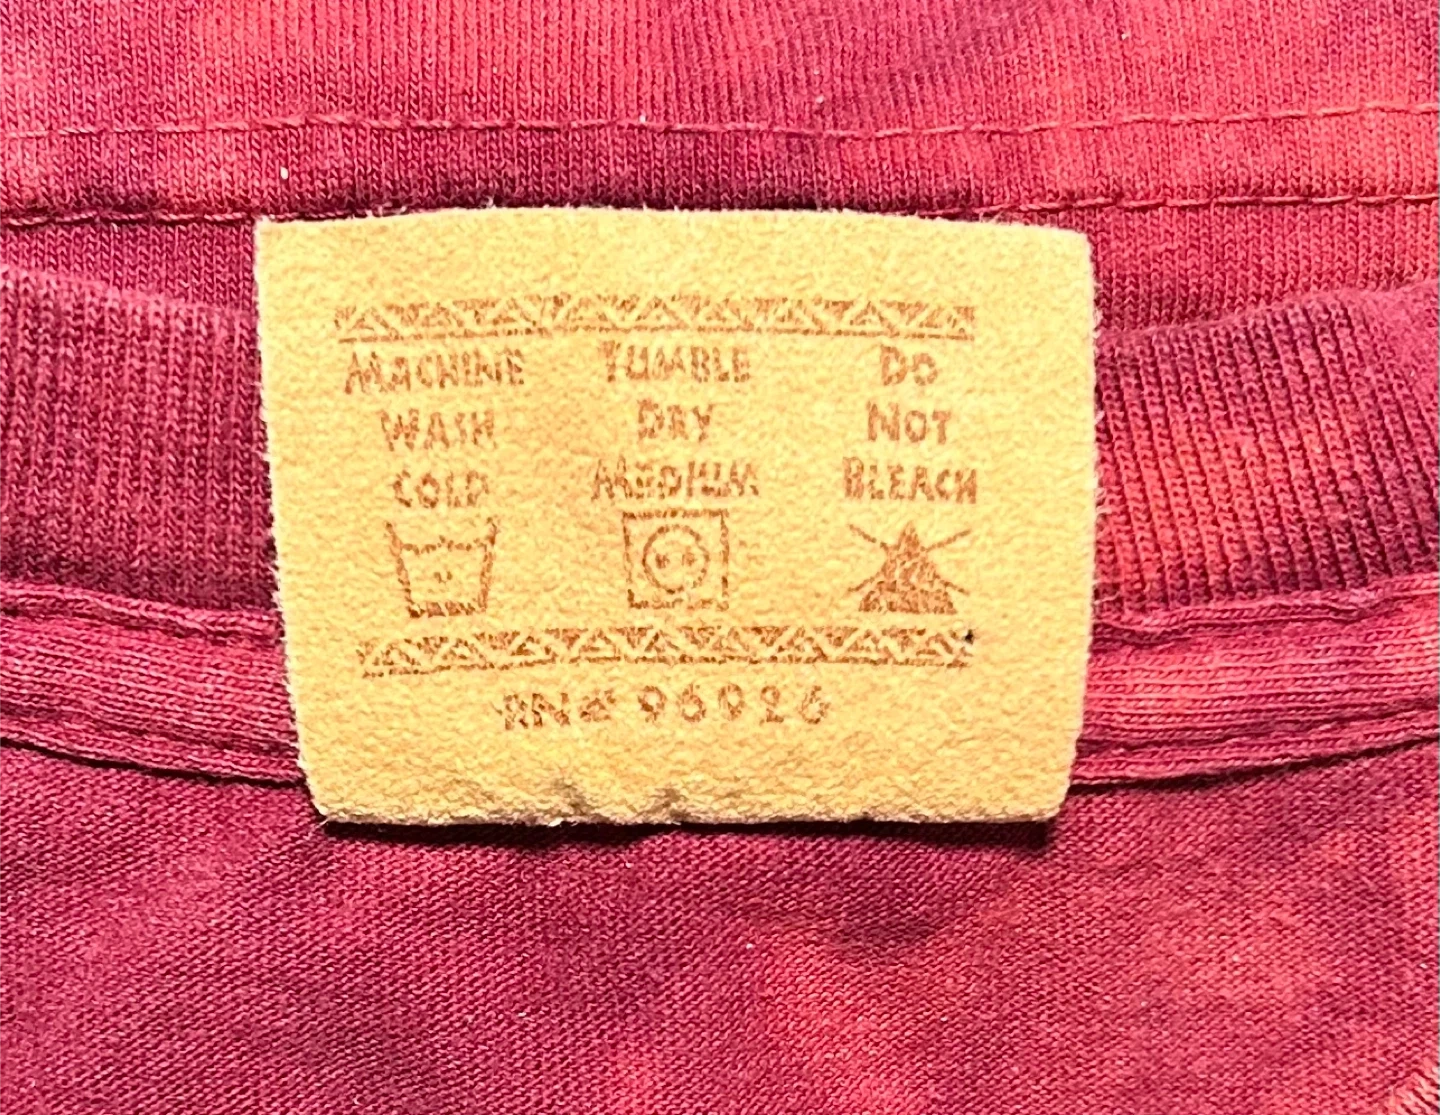 MACHINE
WASH
COLD
TUMBLE
DRY
MEDIUM
DO
NOT
BLEACH
RN# 96926